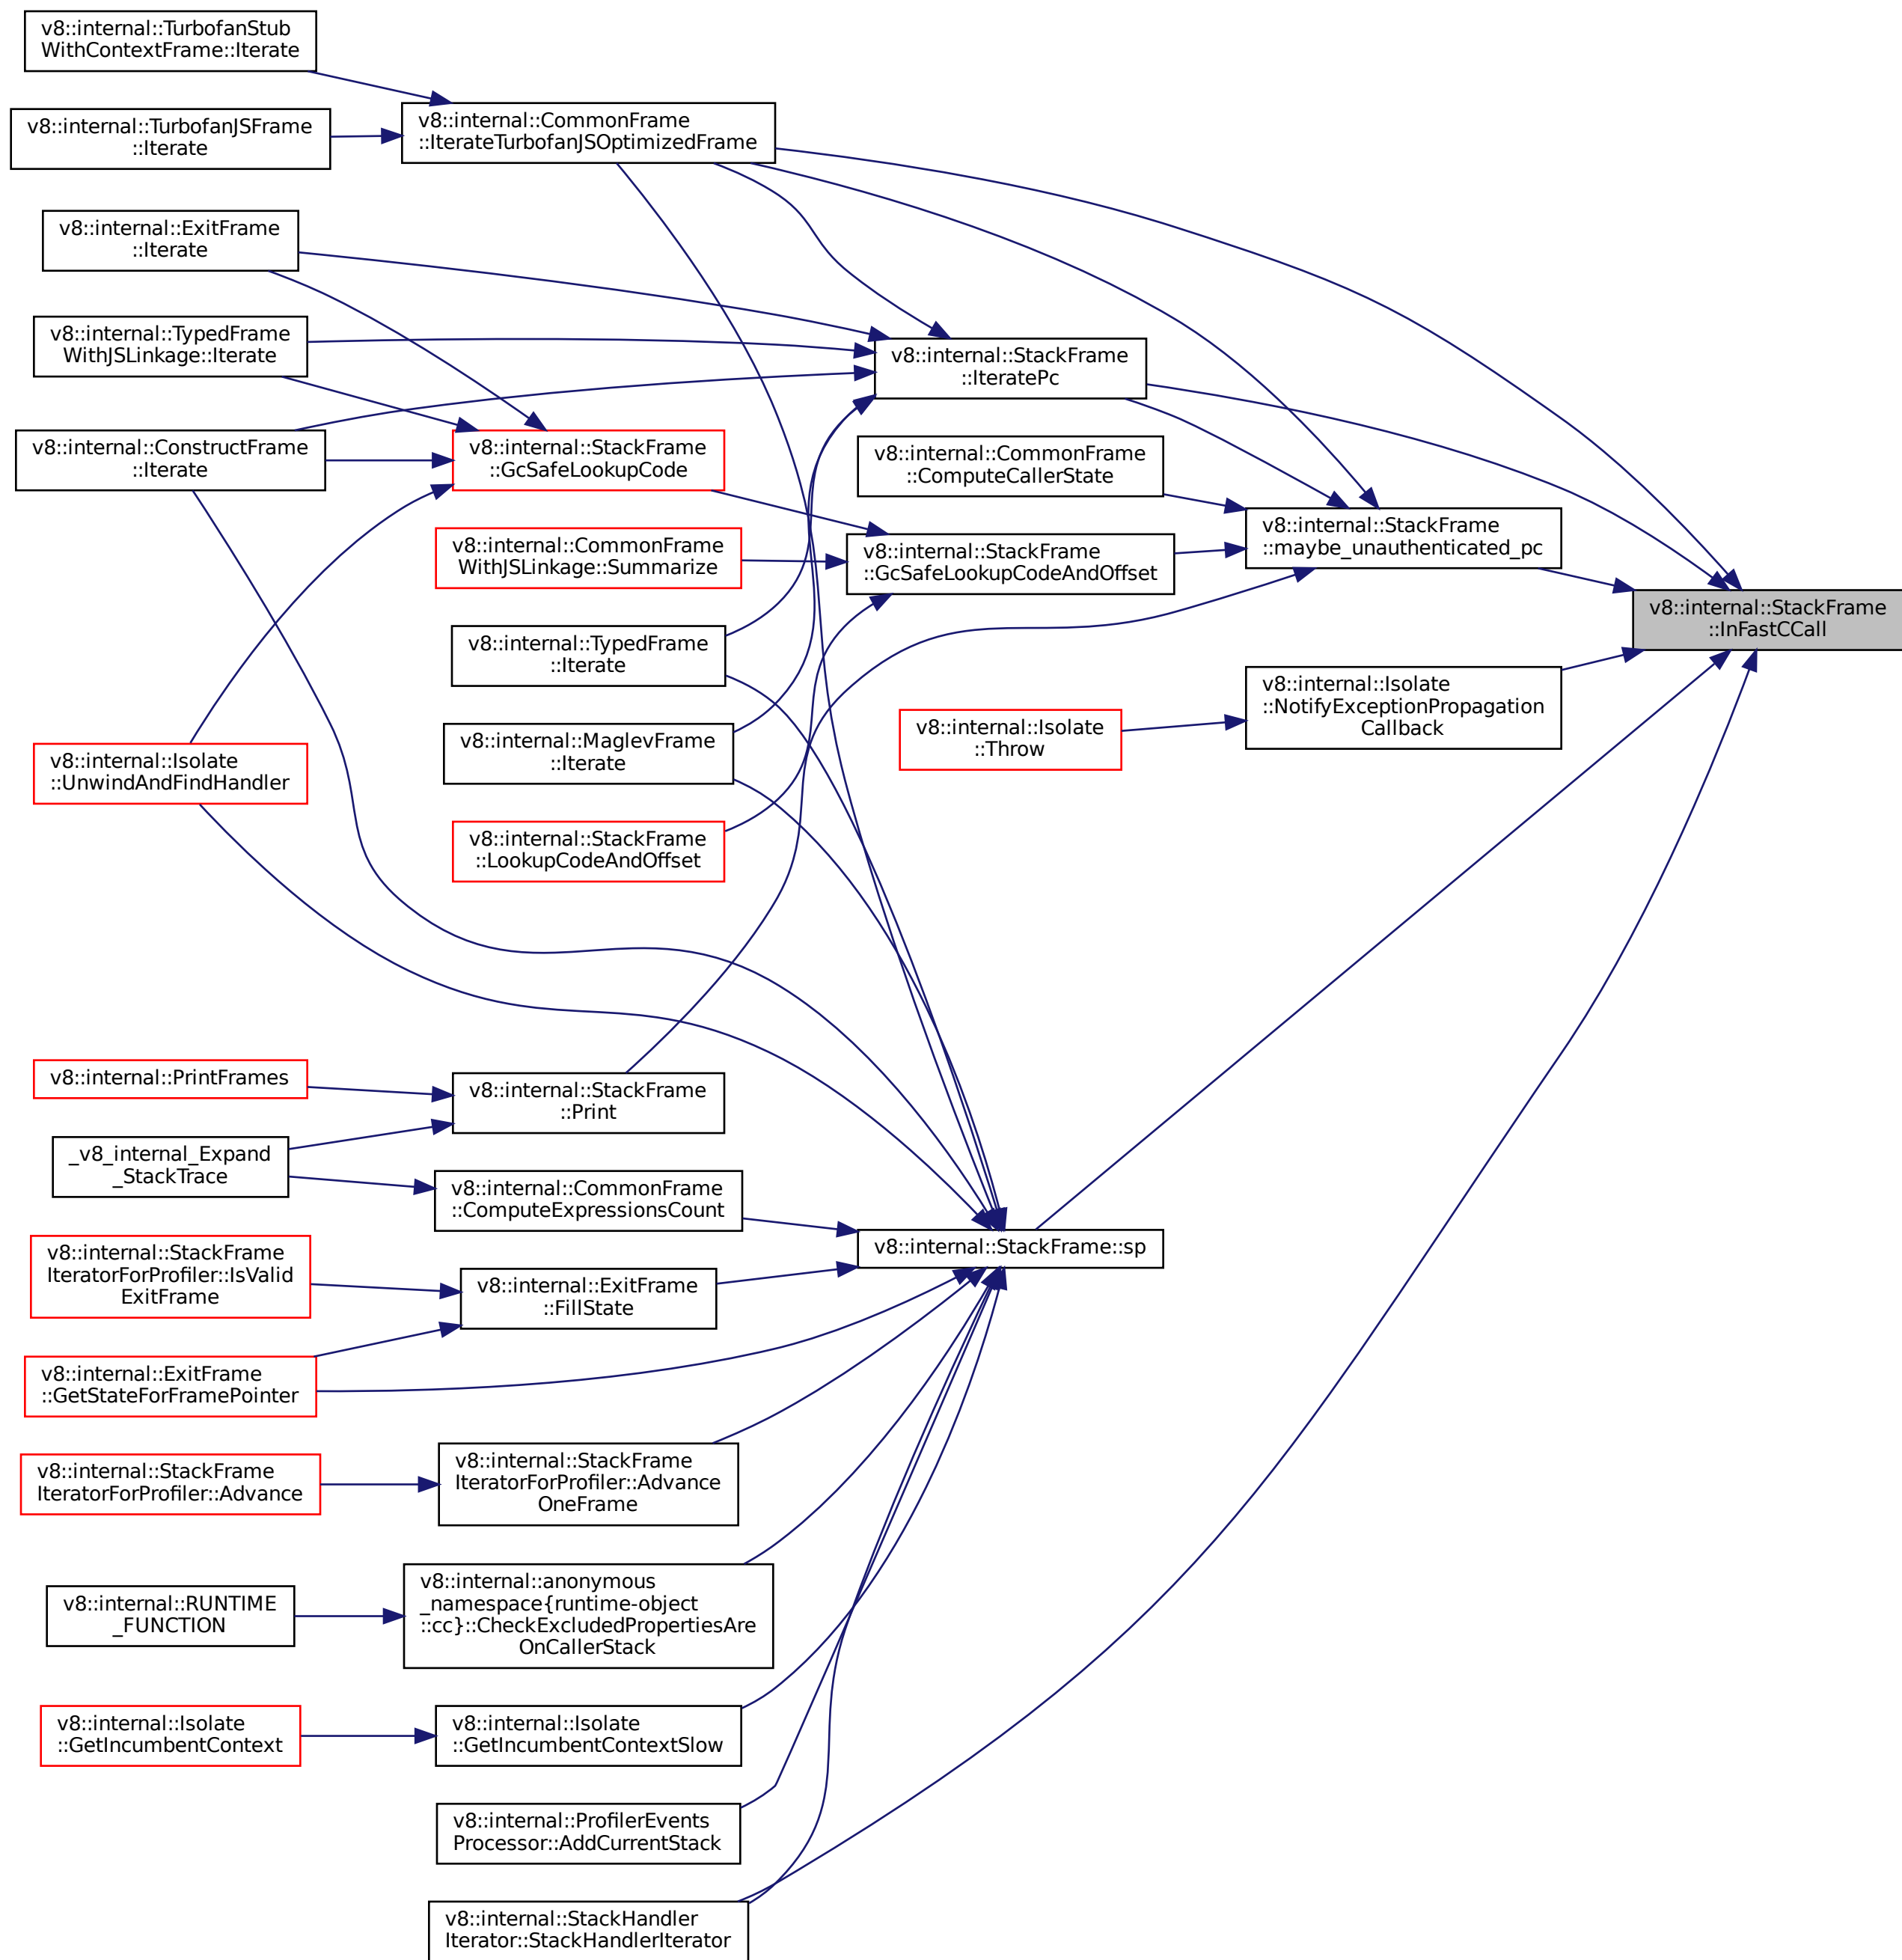 v8::internal::TurbofanStub
WithContextFrame::Iterate
v8::internal::TurbofanJSFrame
::Iterate
v8::internal::CommonFrame
::IterateTurbofanJSOptimizedFrame
v8::internal::ExitFrame
::Iterate
v8::internal::TypedFrame
WithJSLinkage::Iterate
v8::internal::StackFrame
::IteratePc
v8::internal::ConstructFrame
::Iterate
v8::internal::StackFrame
::GcSafeLookupCode
v8::internal::CommonFrame
::ComputeCallerState
v8::internal::StackFrame
::maybe_unauthenticated_pc
v8::internal::CommonFrame
WithJSLinkage::Summarize
v8::internal::StackFrame
::GcSafeLookupCodeAndOffset
v8::internal::StackFrame
::InFastCCall
v8::internal::TypedFrame
::Iterate
v8::internal::Isolate
::NotifyExceptionPropagation
Callback
v8::internal::Isolate
::Throw
v8::internal::MaglevFrame
::Iterate
v8::internal::Isolate
::UnwindAndFindHandler
v8::internal::StackFrame
::LookupCodeAndOffset
v8::internal::PrintFrames
v8::internal::StackFrame
::Print
_v8_internal_Expand
_StackTrace
v8::internal::CommonFrame
::ComputeExpressionsCount
v8::internal::StackFrame::sp
v8::internal::StackFrame
IteratorForProfiler::IsValid
ExitFrame
v8::internal::ExitFrame
::FillState
v8::internal::ExitFrame
::GetStateForFramePointer
v8::internal::StackFrame
IteratorForProfiler::Advance
v8::internal::StackFrame
IteratorForProfiler::Advance
OneFrame
v8::internal::RUNTIME
_FUNCTION
v8::internal::anonymous
_namespace{runtime-object
::cc}::CheckExcludedPropertiesAre
OnCallerStack
v8::internal::Isolate
::GetIncumbentContext
v8::internal::Isolate
::GetIncumbentContextSlow
v8::internal::ProfilerEvents
Processor::AddCurrentStack
v8::internal::StackHandler
Iterator::StackHandlerIterator